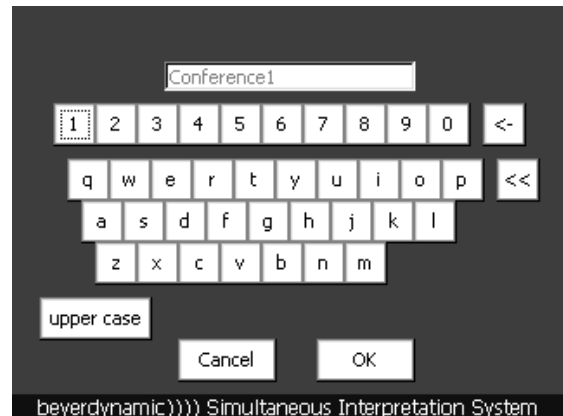 Conference1
1 2 3 4 5 6 7 8 9 0 <-
q w e r t y u i o p <<
a s d f g h j k l
z x c v b n m
upper case
Cancel OK
beyerdynamic)))) Simultaneous Interpretation System